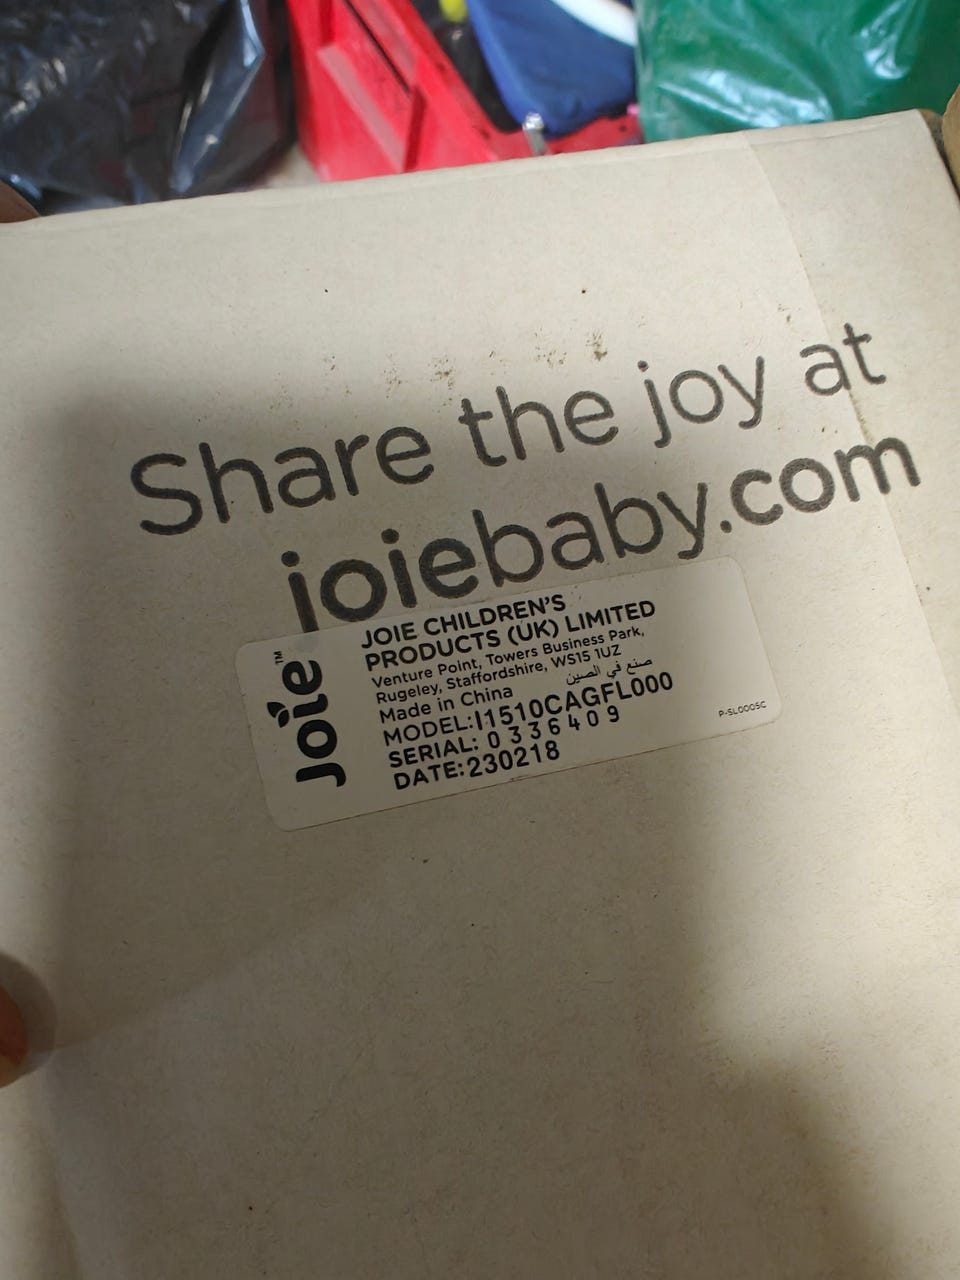 Share the joy at
joiebaby.com
Joie™
JOIE CHILDREN'S
PRODUCTS (UK) LIMITED
Venture Point, Towers Business Park,
Rugeley, Staffordshire, WS15 1UZ
Made in China صنع في الصين
MODEL:I1510CAGFL000
SERIAL: 0336409
DATE:230218
P-SL0005C